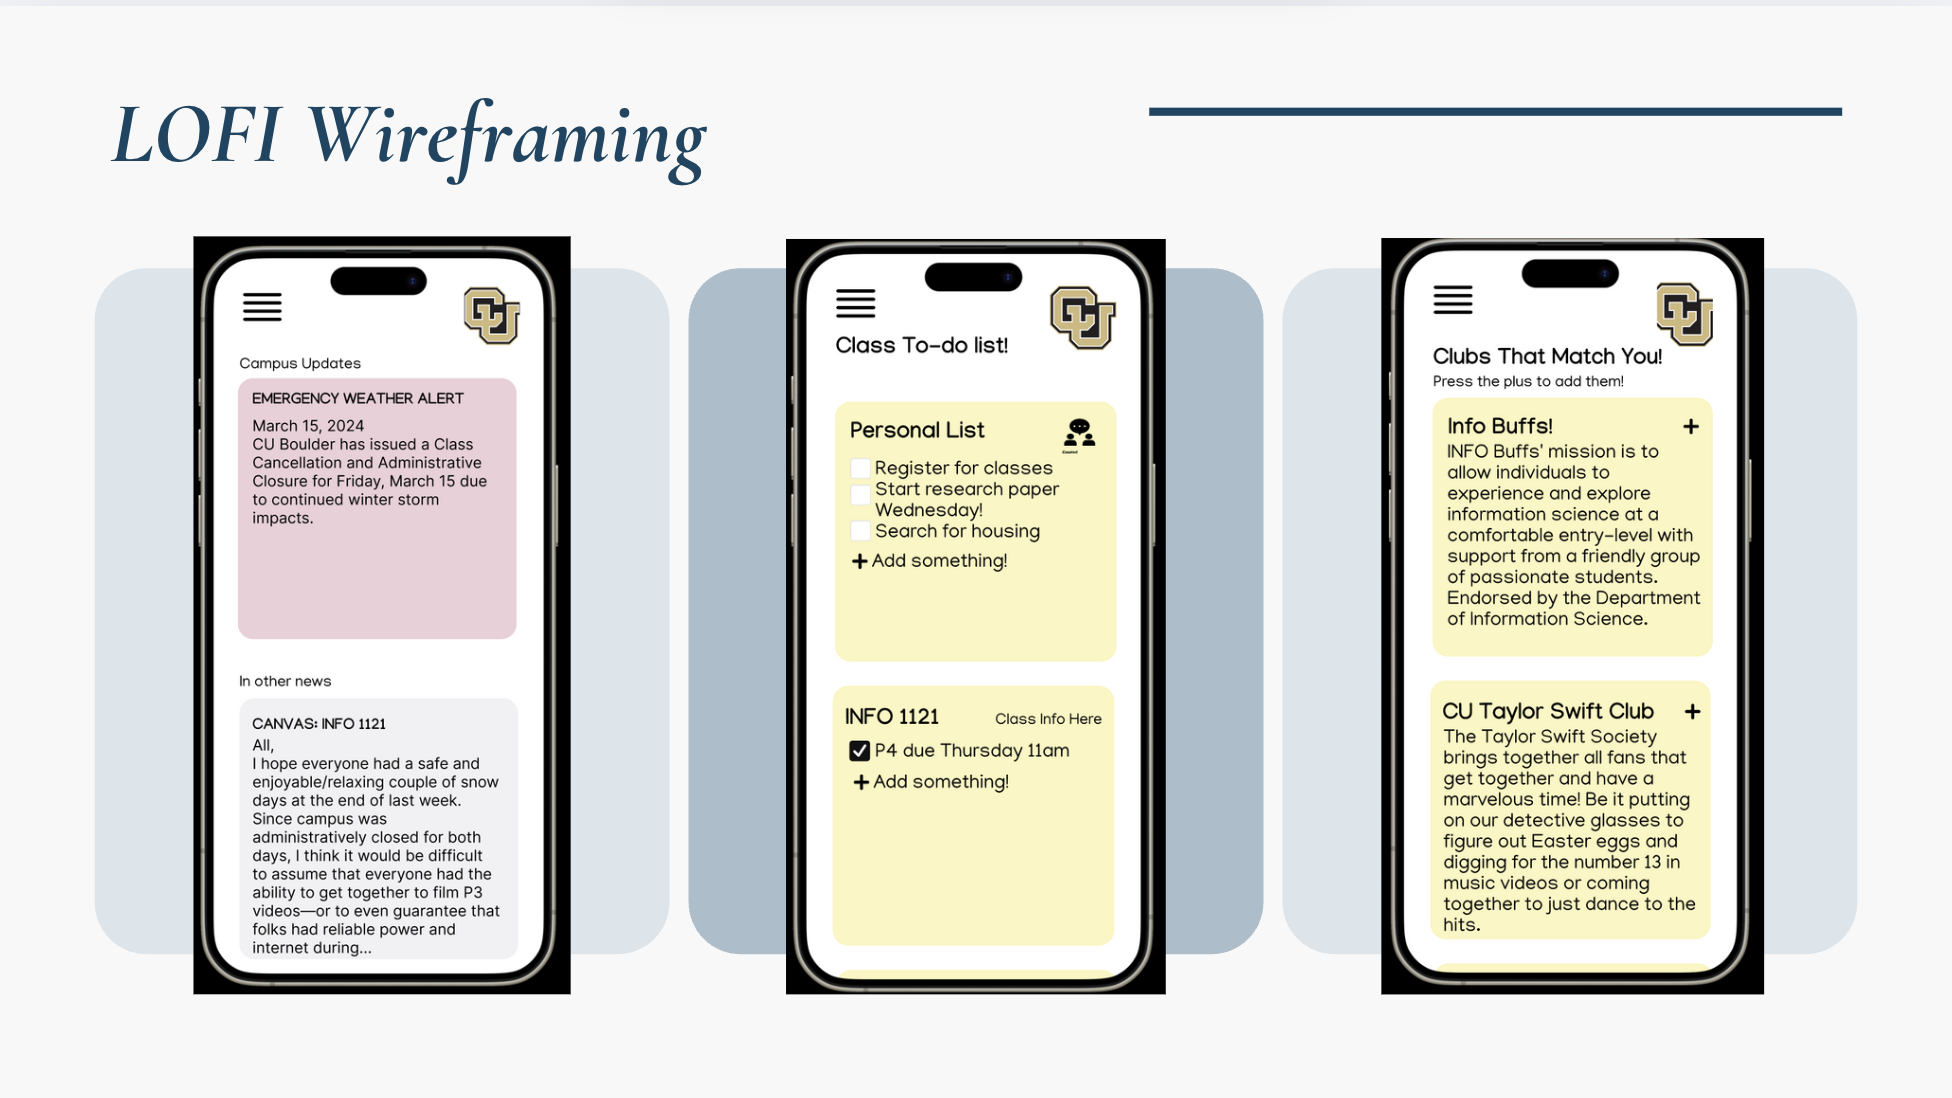 LOFI Wireframing
CU
Campus Updates
EMERGENCY WEATHER ALERT
March 15, 2024
CU Boulder has issued a Class
Cancellation and Administrative
Closure for Friday, March 15 due
to continued winter storm
impacts.
In other news
CANVAS: INFO 1121
All,
I hope everyone had a safe and
enjoyable/relaxing couple of snow
days at the end of last week.
Since campus was
administratively closed for both
days, I think it would be difficult
to assume that everyone had the
ability to get together to film P3
videos—or to even guarantee that
folks had reliable power and
internet during...
CU
Class To-do list!
Personal List
Register for classes
Start research paper
Wednesday!
Search for housing
+ Add something!
INFO 1121 Class Info Here
P4 due Thursday 11am
+ Add something!
CU
Clubs That Match You!
Press the plus to add them!
Info Buffs! +
INFO Buffs' mission is to
allow individuals to
experience and explore
information science at a
comfortable entry-level with
support from a friendly group
of passionate students.
Endorsed by the Department
of Information Science.
CU Taylor Swift Club +
The Taylor Swift Society
brings together all fans that
get together and have a
marvelous time! Be it putting
on our detective glasses to
figure out Easter eggs and
digging for the number 13 in
music videos or coming
together to just dance to the
hits.